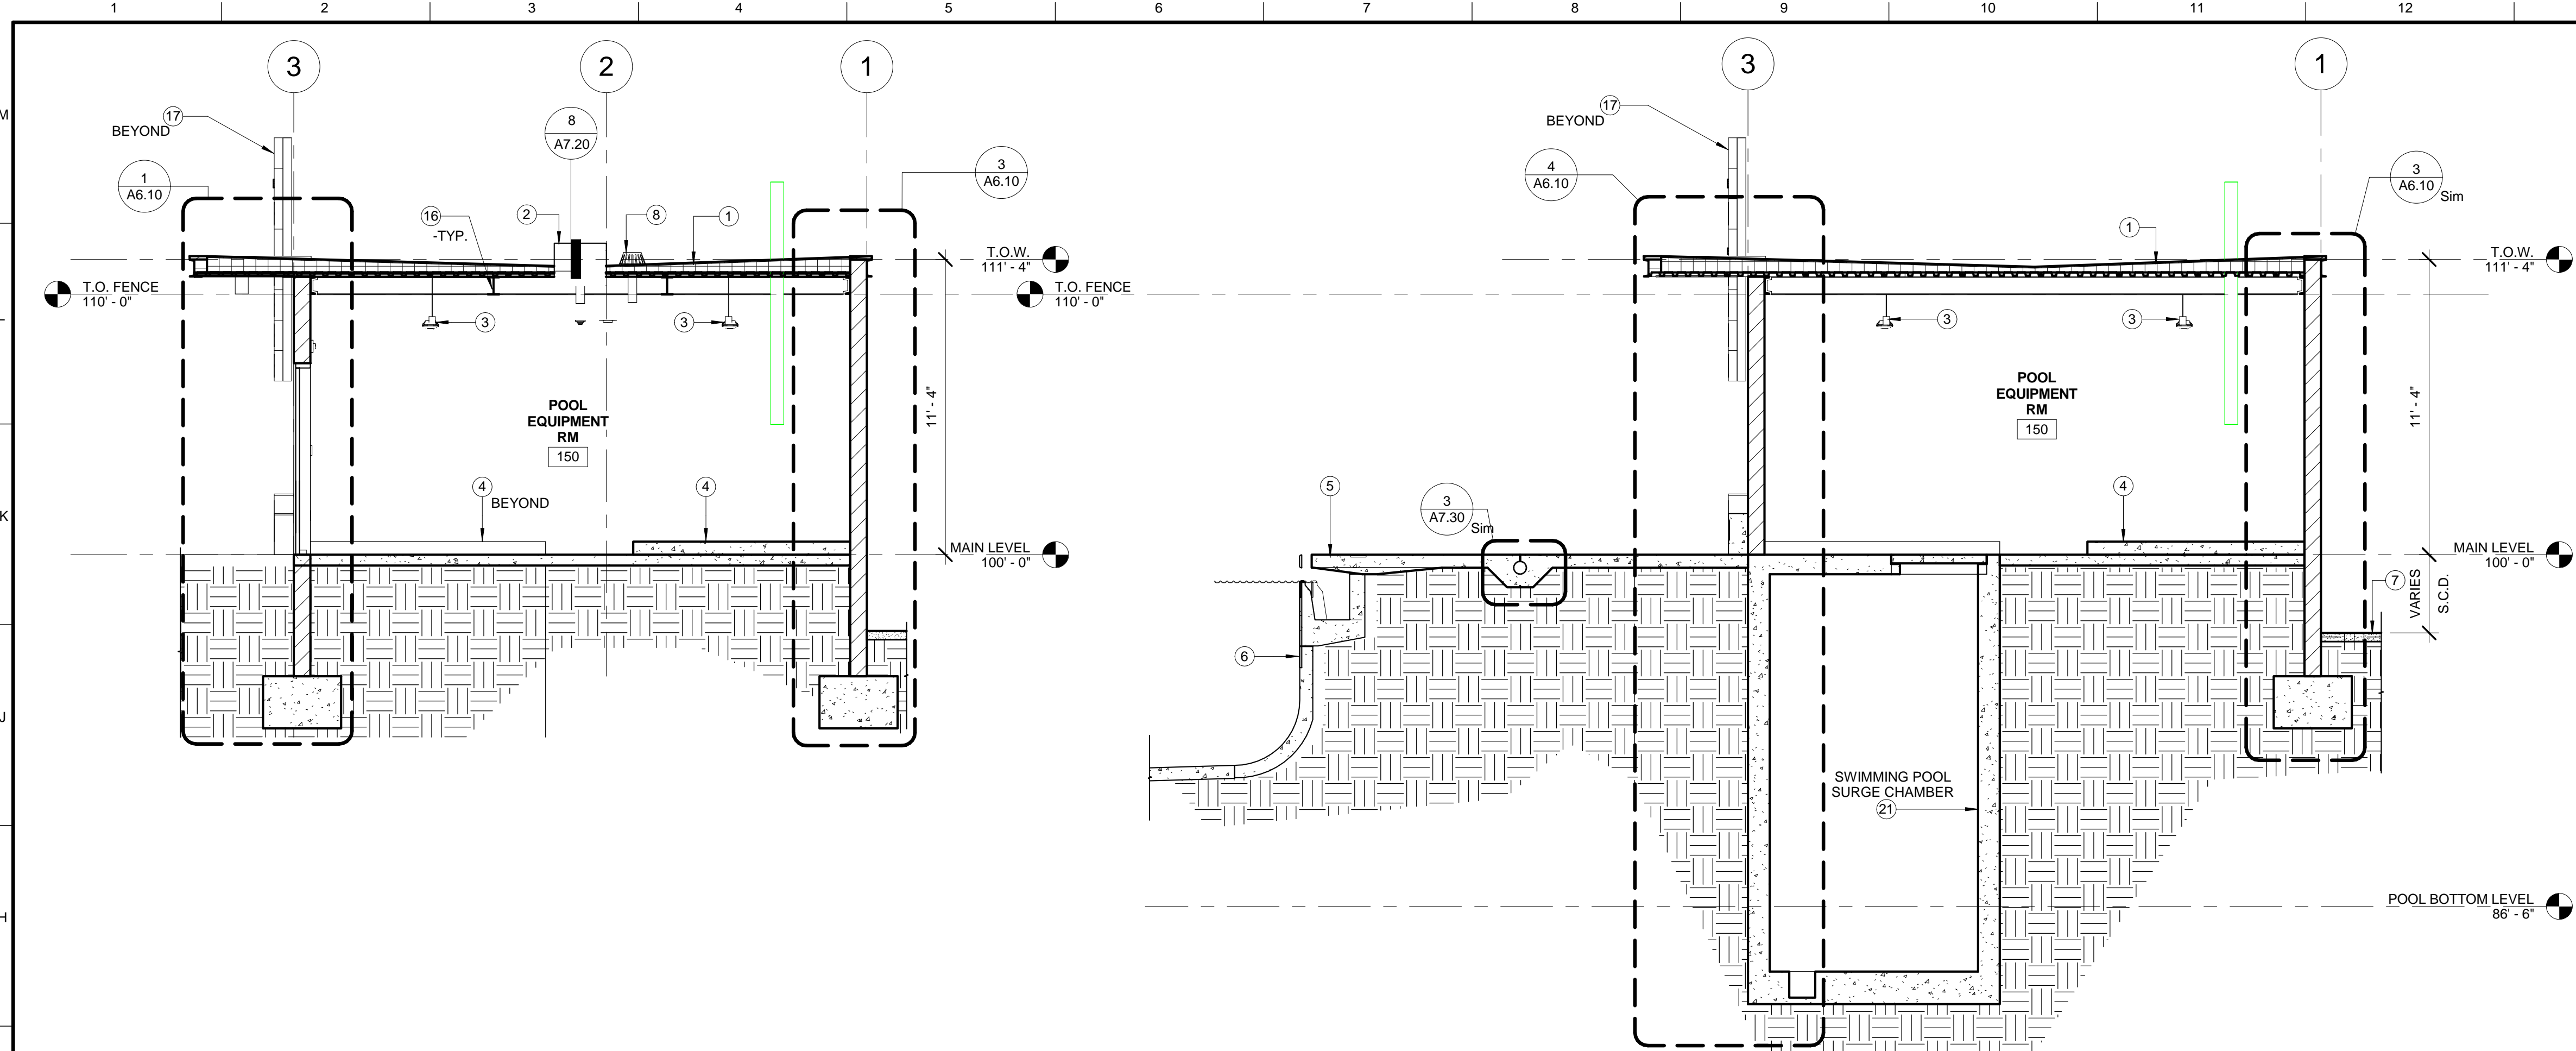 1 2 3 4 5 6 7 8 9 10 11 12
M
K
J
H
3
2
1
17
BEYOND
8
A7.20
1
A6.10
3
A6.10
16
-TYP.
2
8
1
T.O.W.
111' - 4"
T.O. FENCE
110' - 0"
T.O. FENCE
110' - 0"
3
3
11' - 4"
POOL
EQUIPMENT
RM
150
4
BEYOND
4
MAIN LEVEL
100' - 0"
3
1
17
BEYOND
4
A6.10
3
A6.10
Sim
1
T.O.W.
111' - 4"
3
3
POOL
EQUIPMENT
RM
150
11' - 4"
5
3
A7.30
Sim
4
MAIN LEVEL
100' - 0"
7
VARIES
S.C.D.
6
SWIMMING POOL
SURGE CHAMBER
21
POOL BOTTOM LEVEL
86' - 6"